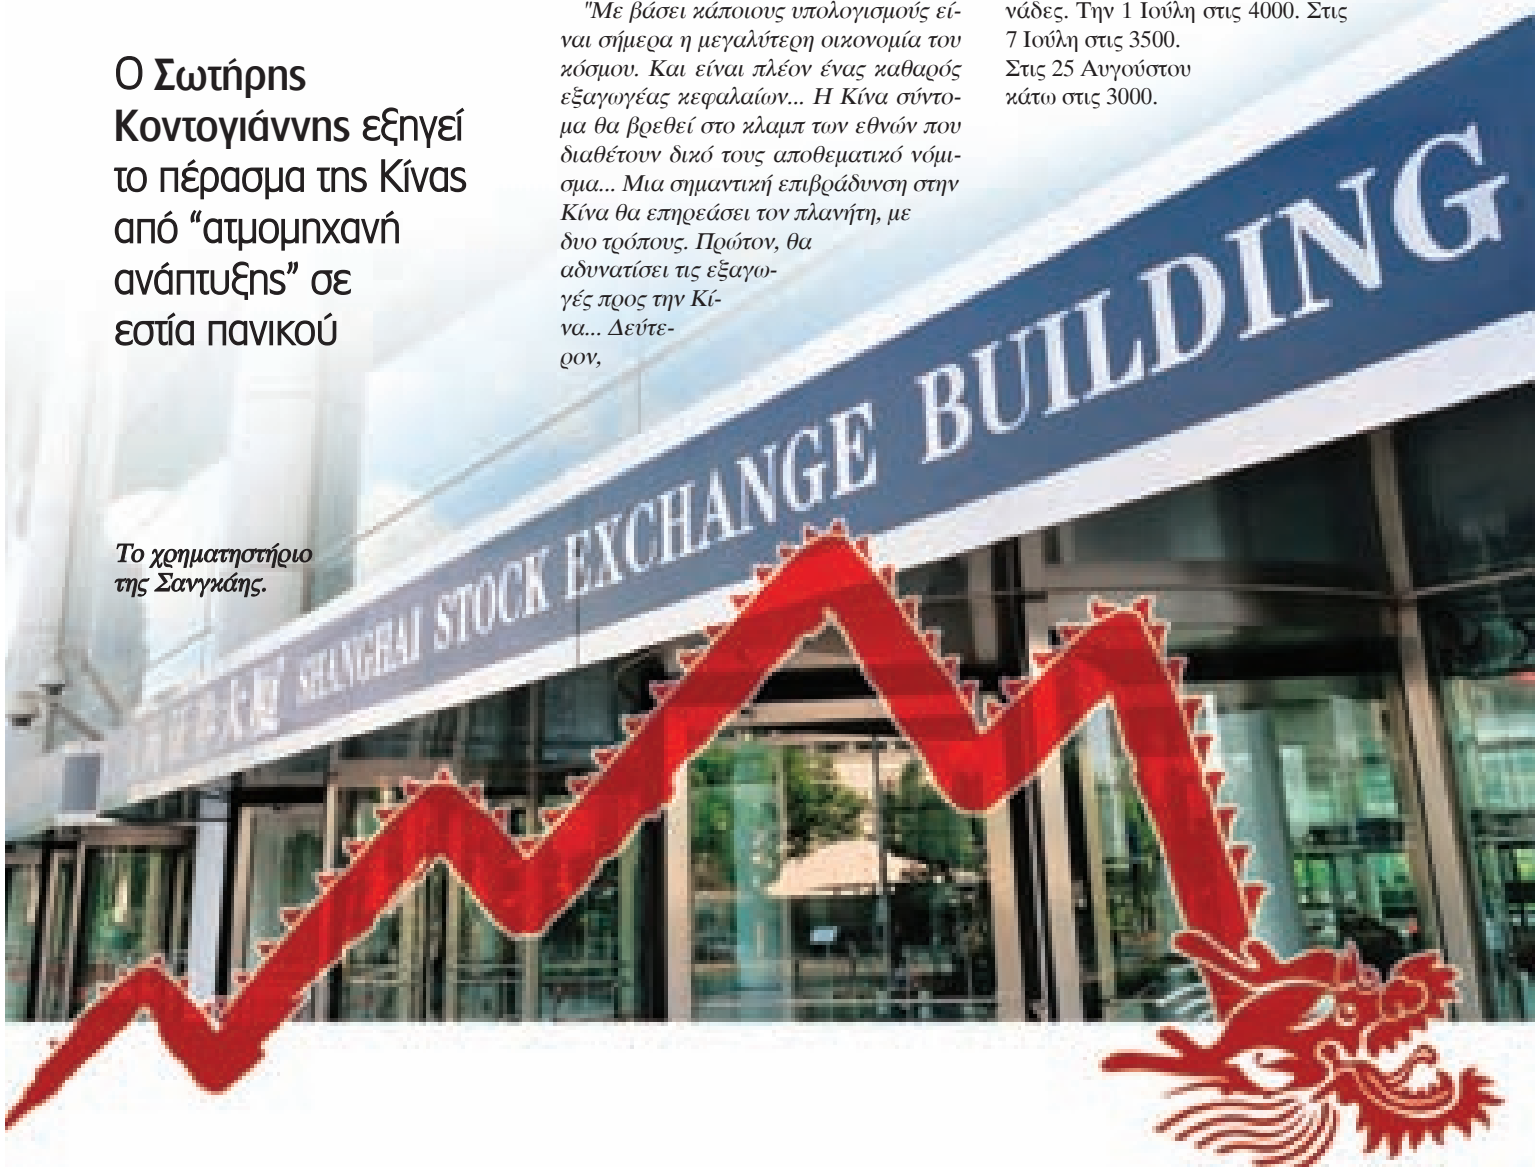 Ο Σωτήρης
Κοντογιάννης εξηγεί
το πέρασμα της Κίνας
από “ατμομηχανή
ανάπτυξης” σε
εστία πανικού
Το χρηματηστήριο
της Σανγκάης.
"Με βάσει κάποιους υπολογισμούς εί-
ναι σήμερα η μεγαλύτερη οικονομία του
κόσμου. Και είναι πλέον ένας καθαρός
εξαγωγέας κεφαλαίων... Η Κίνα σύντο-
μα θα βρεθεί στο κλαμπ των εθνών που
διαθέτουν δικό τους αποθεματικό νόμι-
σμα... Μια σημαντική επιβράδυνση στην
Κίνα θα επηρεάσει τον πλανήτη, με
δυο τρόπους. Πρώτον, θα
αδυνατίσει τις εξαγω-
γές προς την Κί-
να... Δεύτε-
ρον,
νάδες. Την 1 Ιούλη στις 4000. Στις
7 Ιούλη στις 3500.
Στις 25 Αυγούστου
κάτω στις 3000.
SHANGHAI STOCK EXCHANGE BUILDING